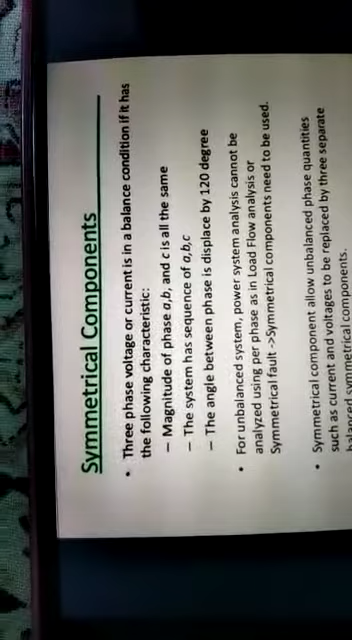 Symmetrical Components
• Three phase voltage or current is in a balance condition if it has
the following characteristic:
– Magnitude of phase a,b, and c is all the same
– The system has sequence of a,b,c
– The angle between phase is displace by 120 degree
• For unbalanced system, power system analysis cannot be
analyzed using per phase as in Load Flow analysis or
Symmetrical fault ->Symmetrical components need to be used.
• Symmetrical component allow unbalanced phase quantities
such as current and voltages to be replaced by three separate
balanced symmetrical components.